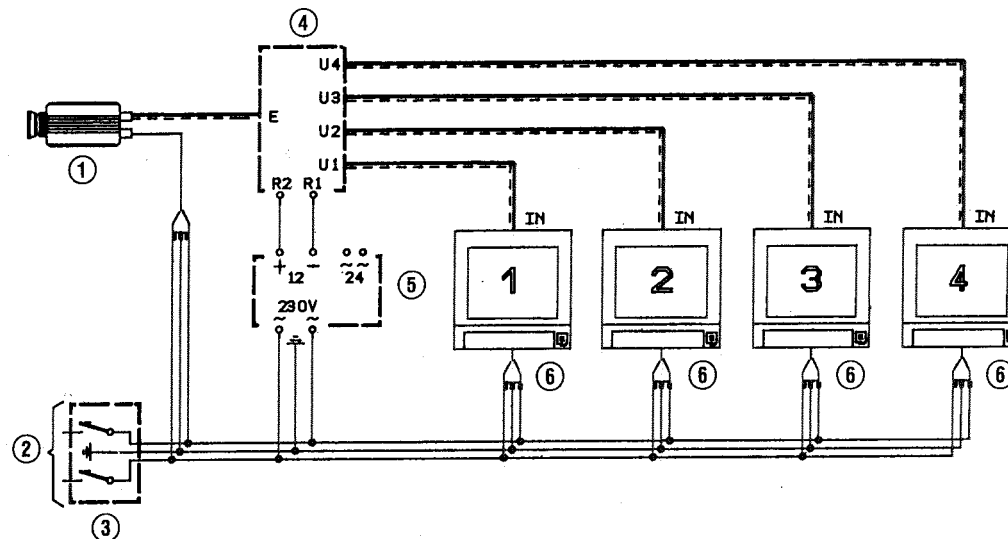 ④
U4
U3
E
U2
①
U1
R2 R1
IN IN IN IN
+ 12 − ~ ~ 24
⑤
1 2 3 4
230V
~ ~
⑥ ⑥ ⑥ ⑥
②
③